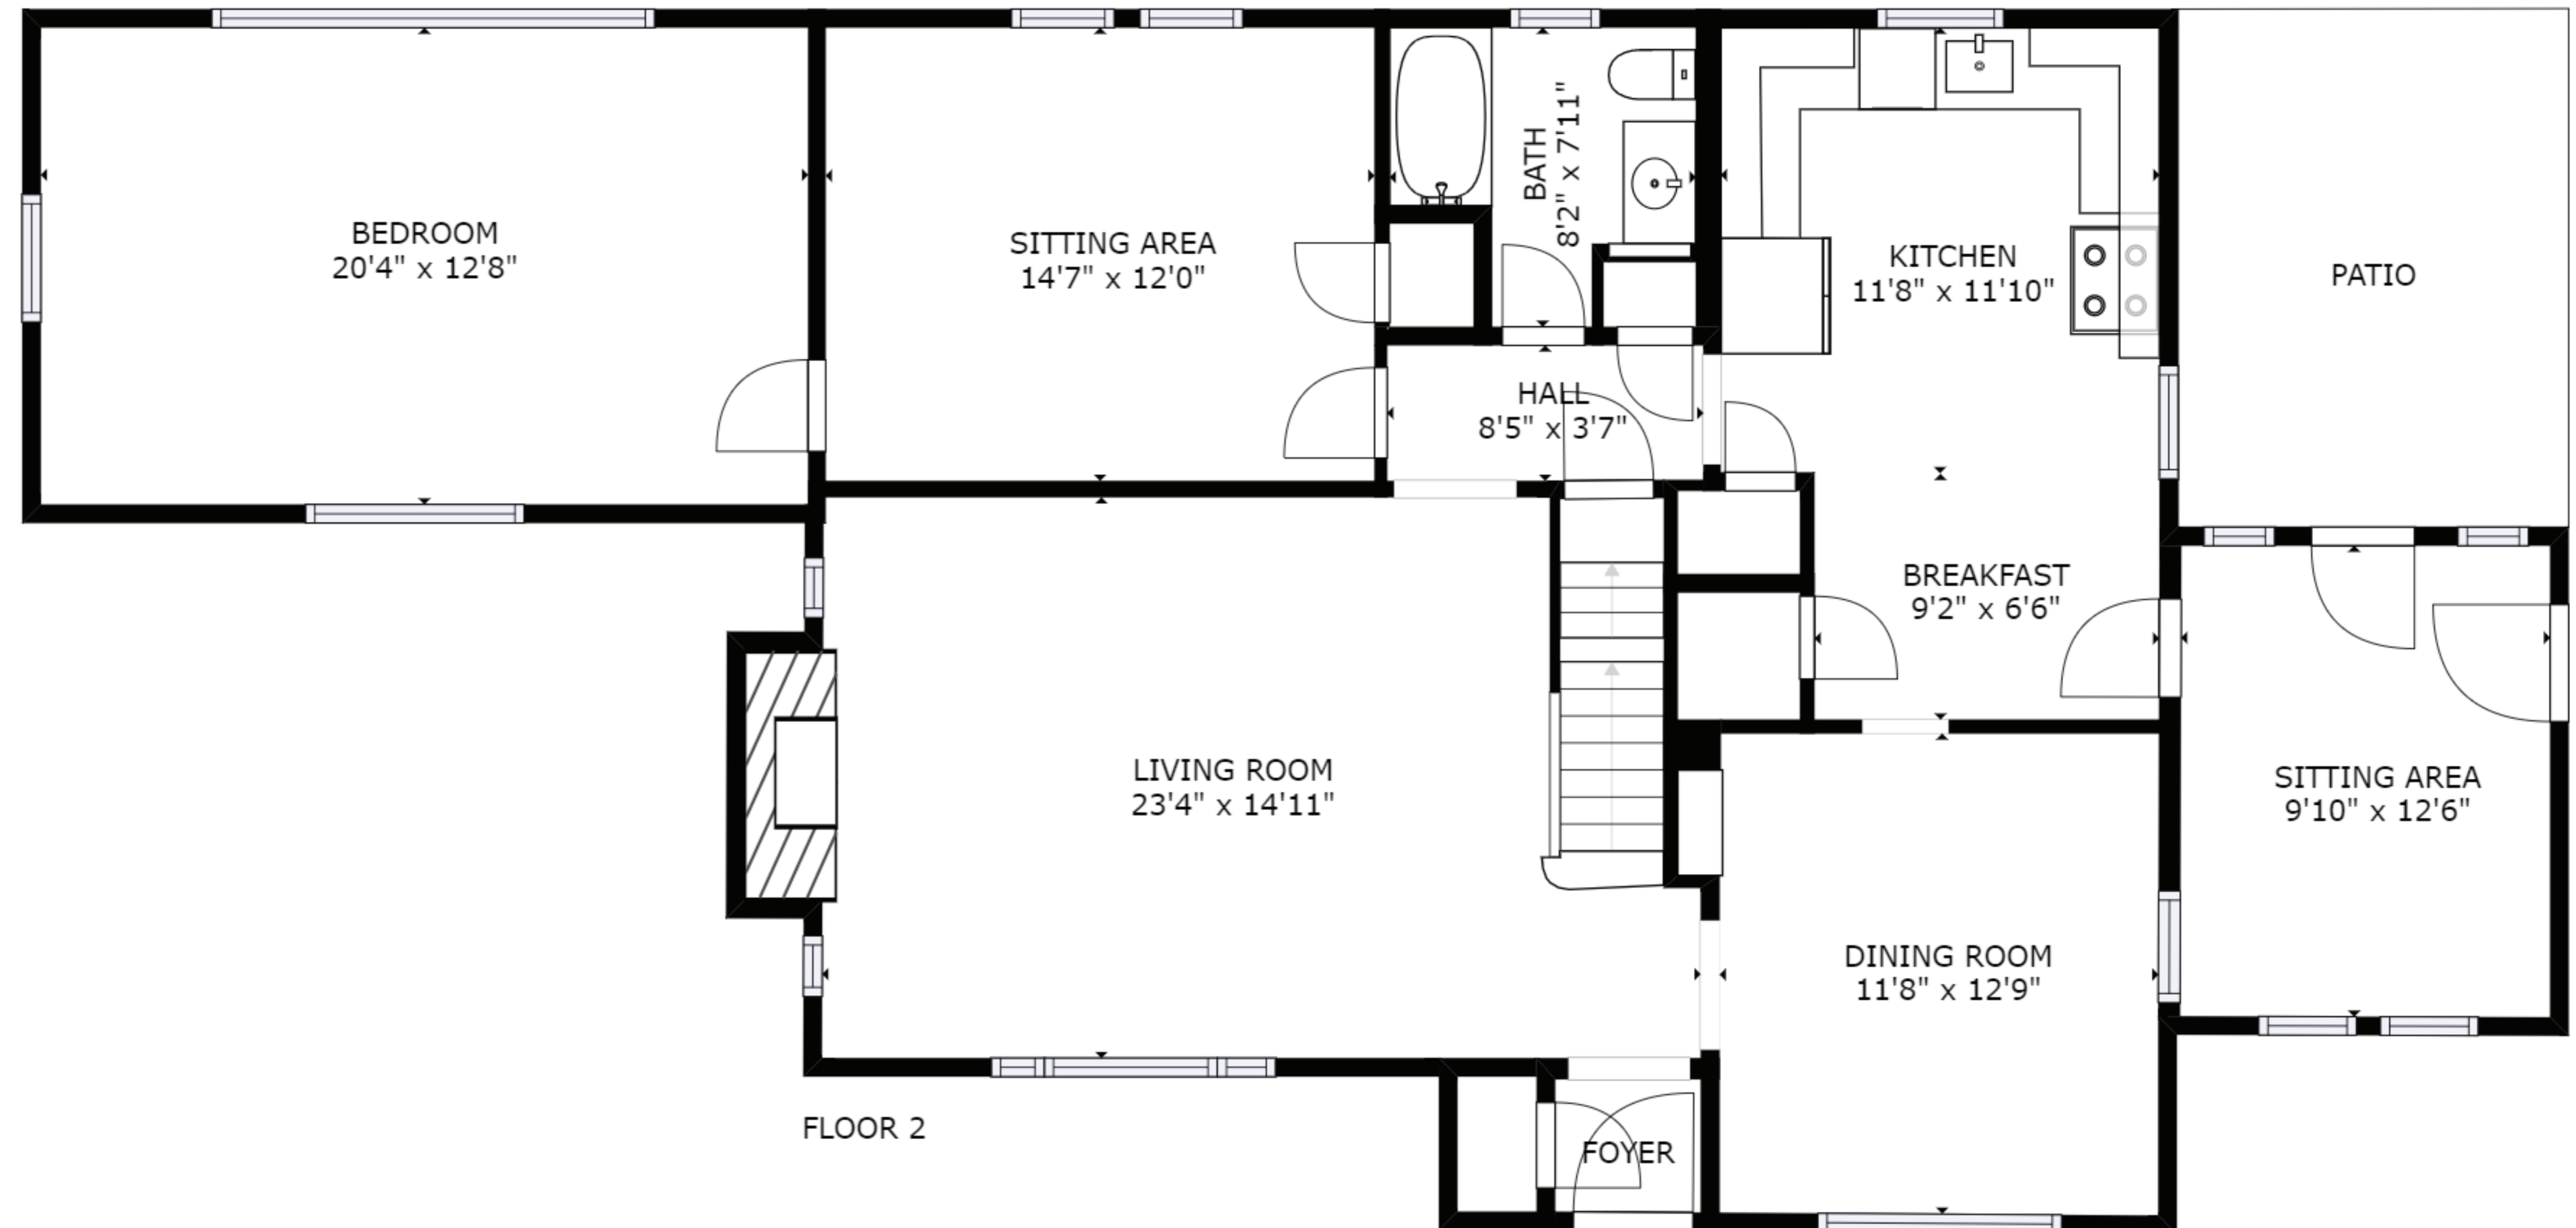 BEDROOM
20'4" x 12'8"
SITTING AREA
14'7" x 12'0"
BATH
8'2" x 7'11"
KITCHEN
11'8" x 11'10"
PATIO
HALL
8'5" x 3'7"
BREAKFAST
9'2" x 6'6"
LIVING ROOM
23'4" x 14'11"
SITTING AREA
9'10" x 12'6"
DINING ROOM
11'8" x 12'9"
FLOOR 2
FOYER